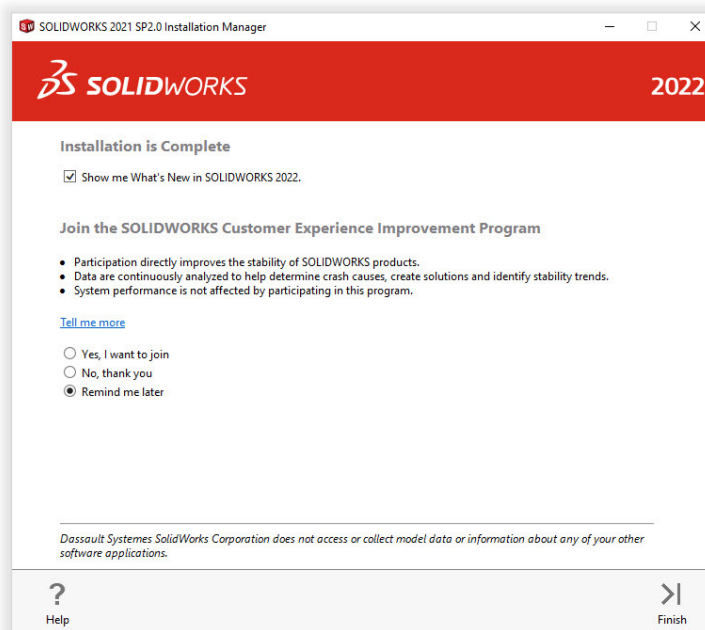 SOLIDWORKS 2021 SP2.0 Installation Manager
SOLIDWORKS 2022
Installation is Complete
Show me What's New in SOLIDWORKS 2022.
Join the SOLIDWORKS Customer Experience Improvement Program
• Participation directly improves the stability of SOLIDWORKS products.
• Data are continuously analyzed to help determine crash causes, create solutions and identify stability trends.
• System performance is not affected by participating in this program.
Tell me more
Yes, I want to join
No, thank you
Remind me later
Dassault Systemes SolidWorks Corporation does not access or collect model data or information about any of your other
software applications.
? >|
Help Finish